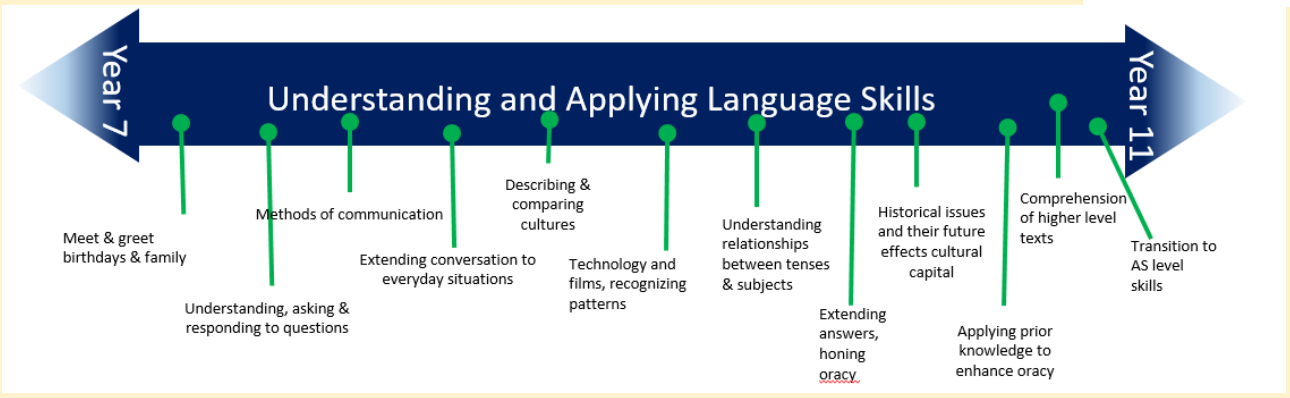 Year 7
Understanding and Applying Language Skills
Year 11
Meet & greet
birthdays & family
Understanding, asking &
responding to questions
Methods of communication
Extending conversation to
everyday situations
Describing &
comparing
cultures
Technology and
films, recognizing
patterns
Understanding
relationships
between tenses
& subjects
Extending
answers,
honing
oracy
Historical issues
and their future
effects cultural
capital
Applying prior
knowledge to
enhance oracy
Comprehension
of higher level
texts
Transition to
AS level
skills